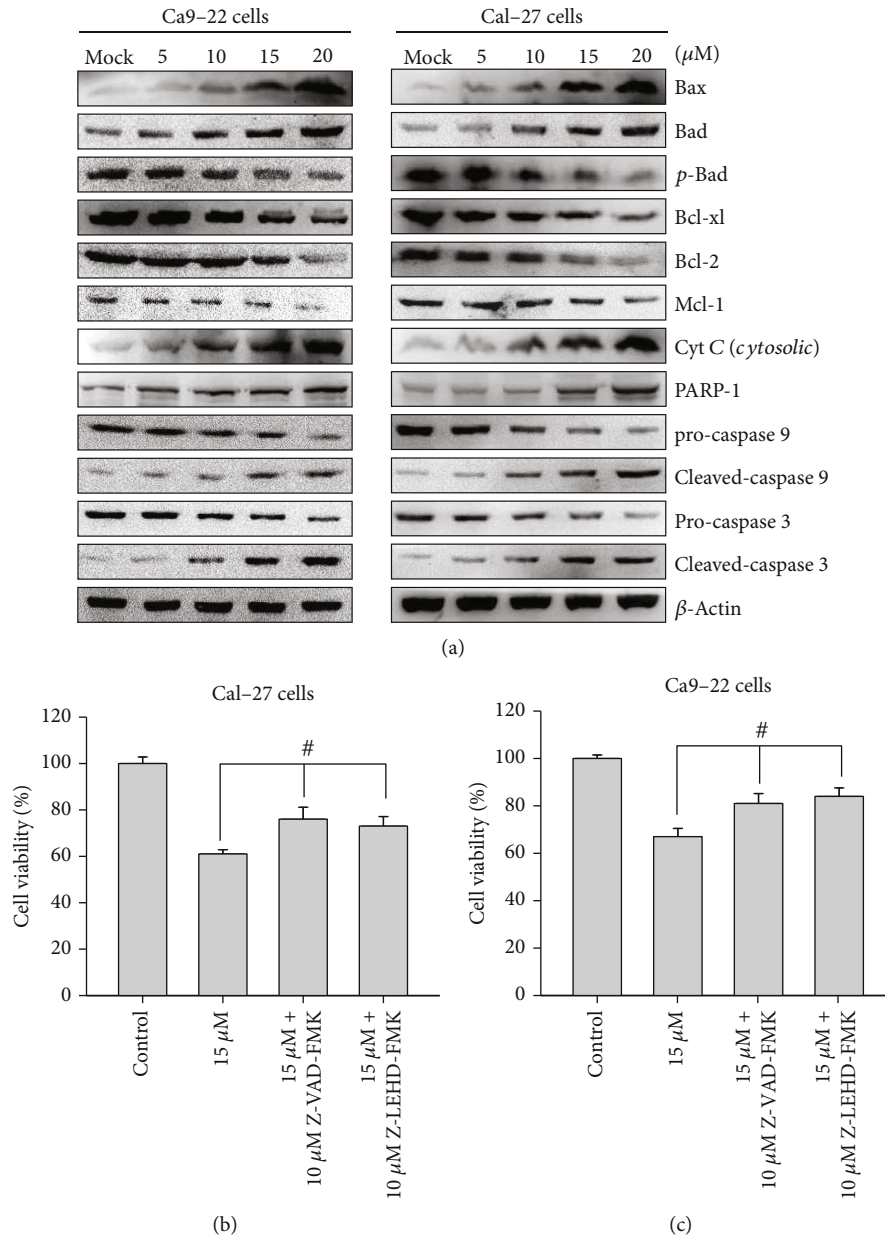 Ca9–22 cells
Cal–27 cells
Mock 5 10 15 20
Mock 5 10 15 20 (µM)
Bax
Bad
p-Bad
Bcl-xl
Bcl-2
Mcl-1
Cyt C (cytosolic)
PARP-1
pro-caspase 9
Cleaved-caspase 9
Pro-caspase 3
Cleaved-caspase 3
β-Actin
(a)
Cal–27 cells
120
100
80
60
40
20
0
Cell viability (%)
#
Control
15 µM
15 µM +
10 µM Z-VAD-FMK
15 µM +
10 µM Z-LEHD-FMK
(b)
Ca9–22 cells
120
100
80
60
40
20
0
Cell viability (%)
#
Control
15 µM
15 µM +
10 µM Z-VAD-FMK
15 µM +
10 µM Z-LEHD-FMK
(c)